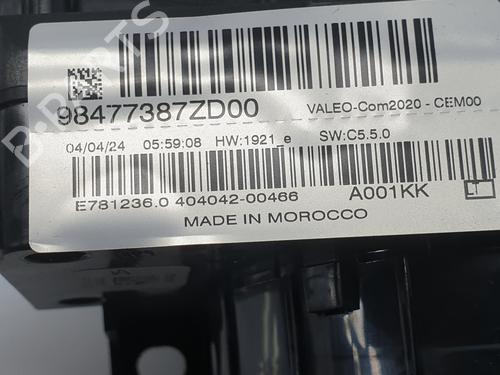 98477387ZD00 VALEO-Com2020 - CEM00
04/04/24 05:59:08 HW:1921_e SW:C5.5.0
E781236.0 404042-00466 A001KK
MADE IN MOROCCO
B-PARTS